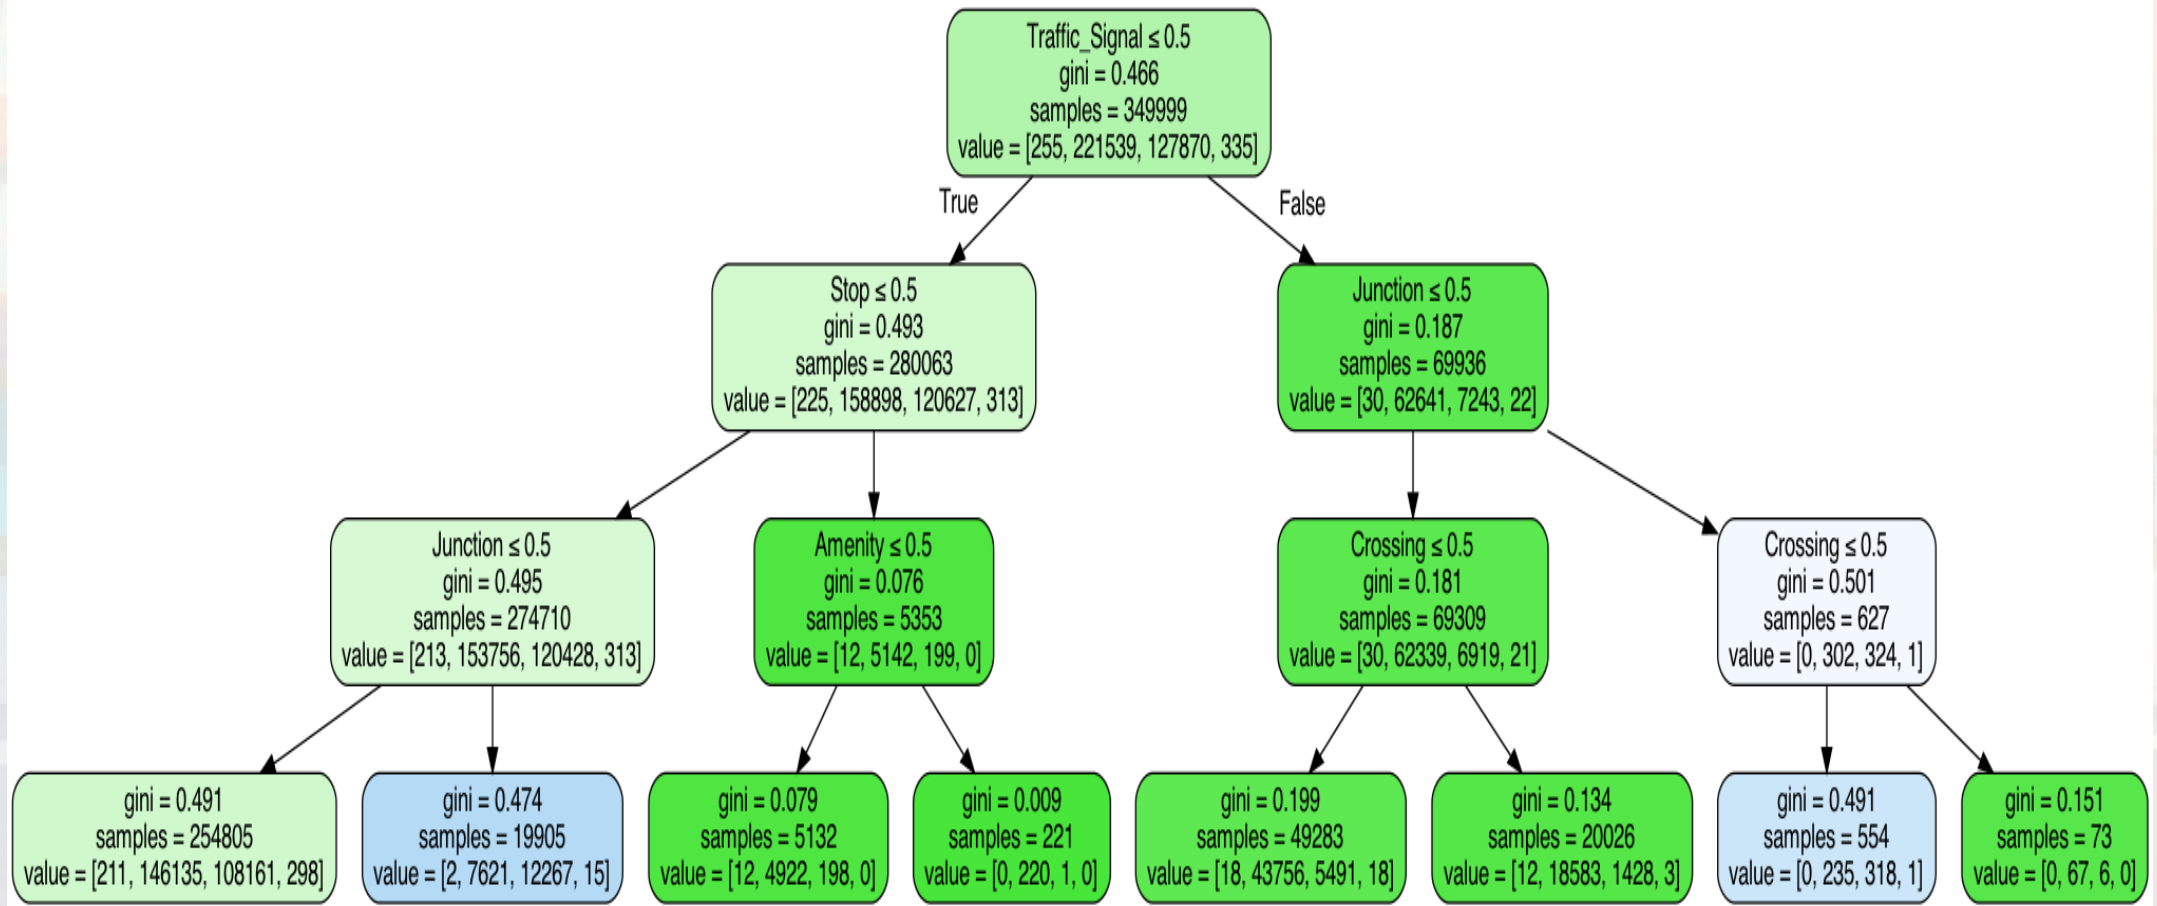 Traffic_Signal ≤ 0.5
gini = 0.466
samples = 349999
value = [255, 221539, 127870, 335]
True
False
Stop ≤ 0.5
gini = 0.493
samples = 280063
value = [225, 158898, 120627, 313]
Junction ≤ 0.5
gini = 0.187
samples = 69936
value = [30, 62641, 7243, 22]
Junction ≤ 0.5
gini = 0.495
samples = 274710
value = [213, 153756, 120428, 313]
Amenity ≤ 0.5
gini = 0.076
samples = 5353
value = [12, 5142, 199, 0]
Crossing ≤ 0.5
gini = 0.181
samples = 69309
value = [30, 62339, 6919, 21]
Crossing ≤ 0.5
gini = 0.501
samples = 627
value = [0, 302, 324, 1]
gini = 0.491
samples = 254805
value = [211, 146135, 108161, 298]
gini = 0.474
samples = 19905
value = [2, 7621, 12267, 15]
gini = 0.079
samples = 5132
value = [12, 4922, 198, 0]
gini = 0.009
samples = 221
value = [0, 220, 1, 0]
gini = 0.199
samples = 49283
value = [18, 43756, 5491, 18]
gini = 0.134
samples = 20026
value = [12, 18583, 1428, 3]
gini = 0.491
samples = 554
value = [0, 235, 318, 1]
gini = 0.151
samples = 73
value = [0, 67, 6, 0]